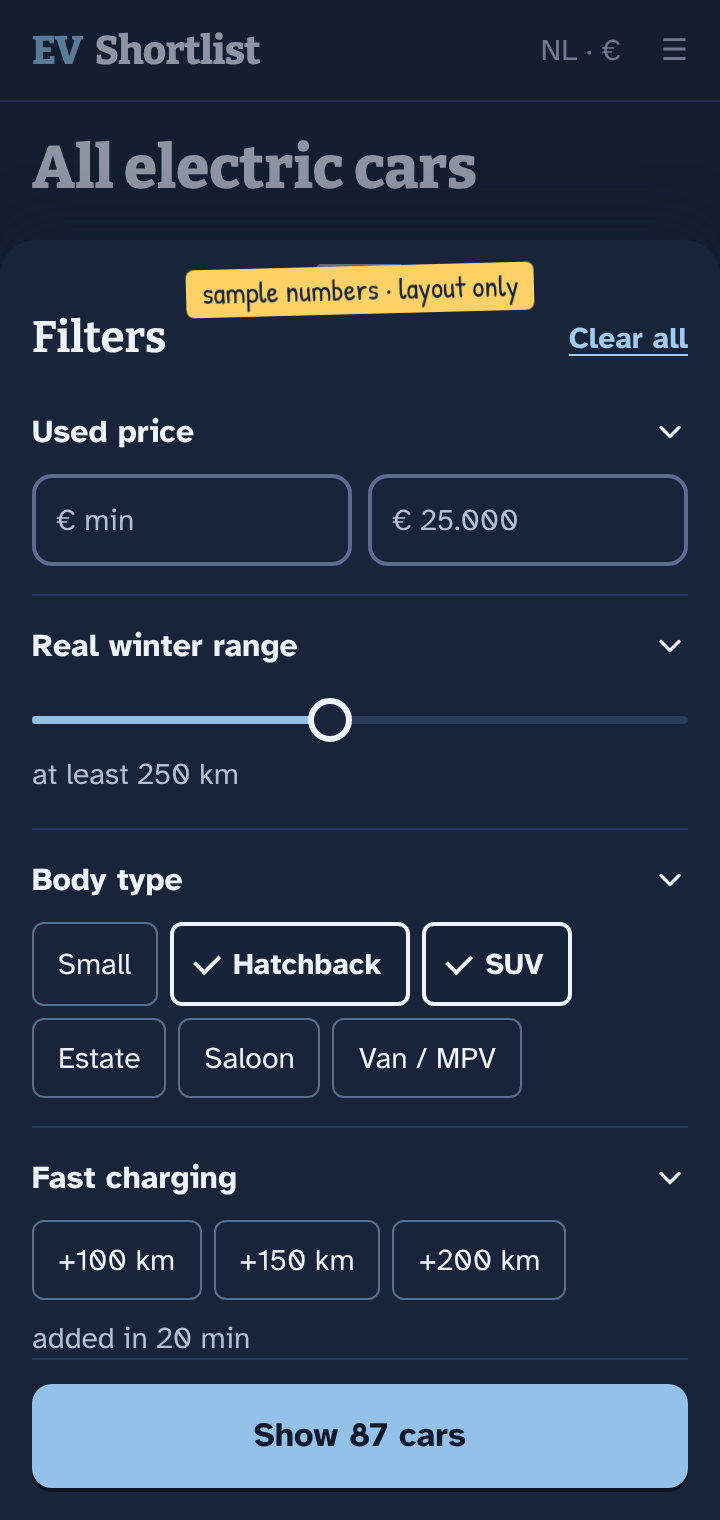 EV Shortlist NL · € ☰
All electric cars
sample numbers · layout only
Filters Clear all
Used price
€ min € 25.000
Real winter range
at least 250 km
Body type
Small ✓ Hatchback ✓ SUV
Estate Saloon Van / MPV
Fast charging
+100 km +150 km +200 km
added in 20 min
Show 87 cars